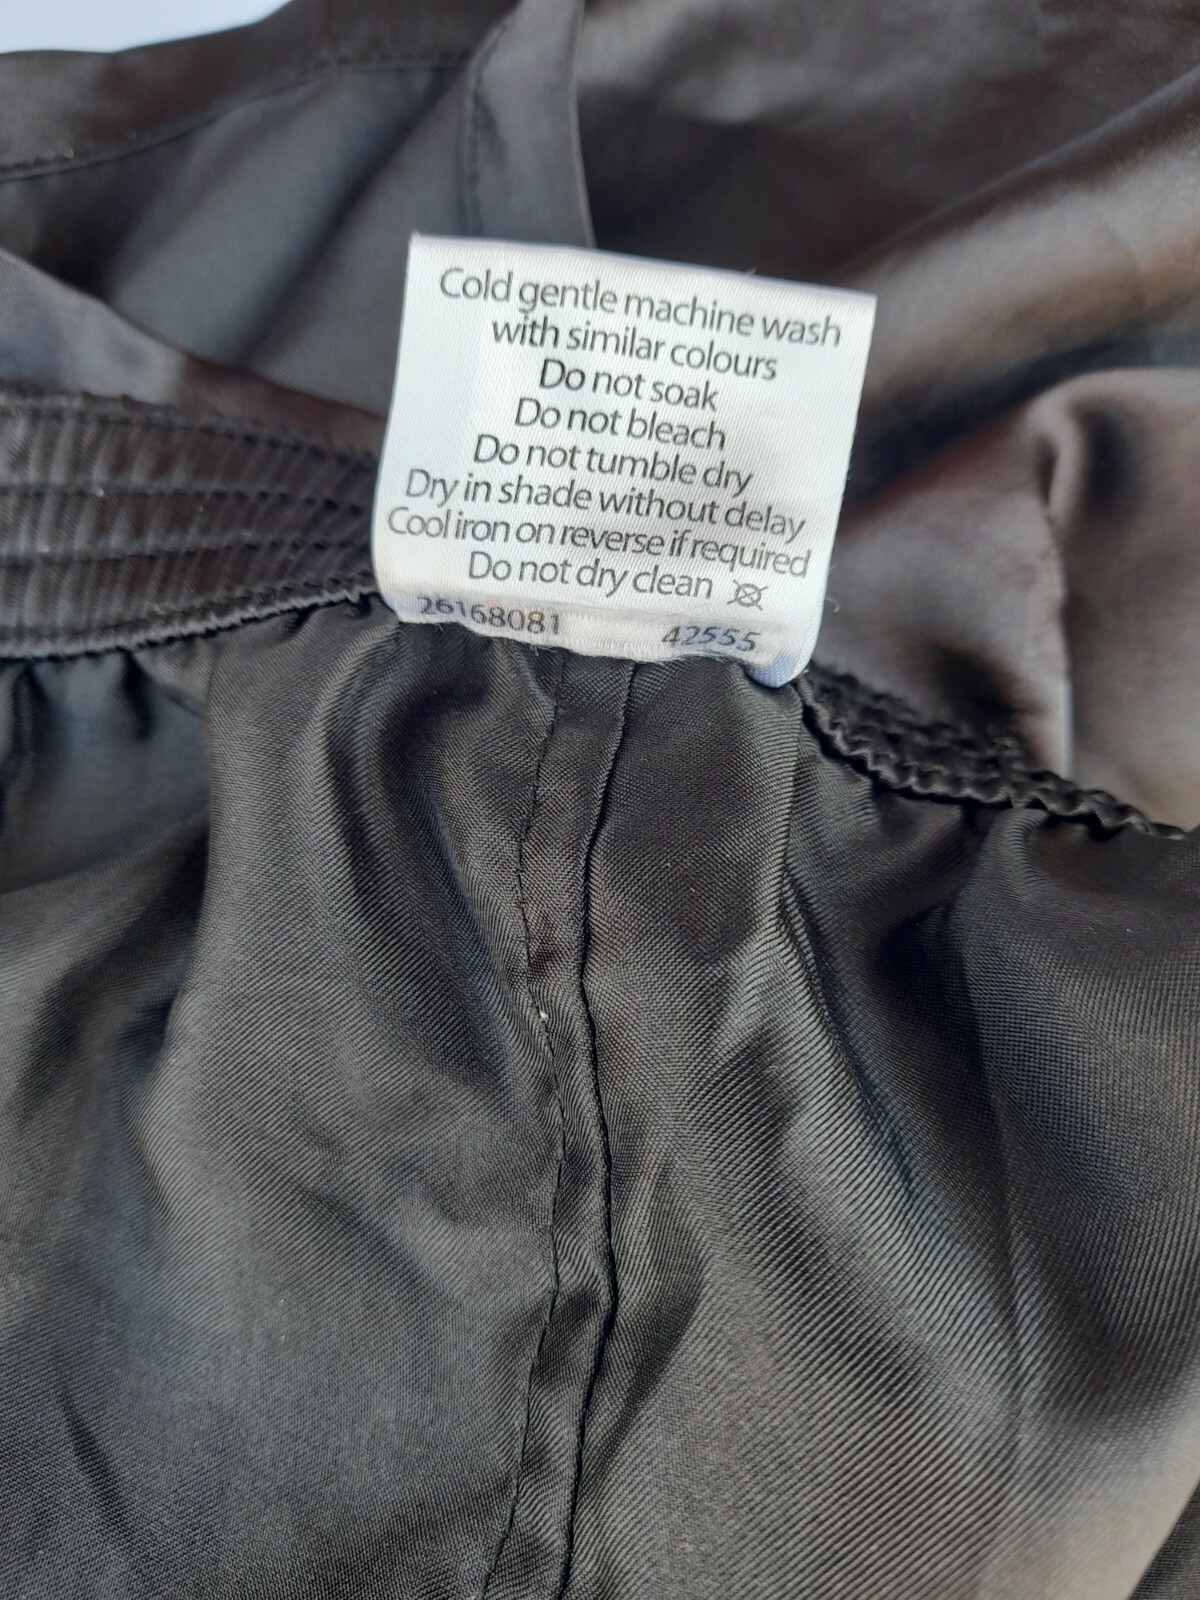 Cold gentle machine wash
with similar colours
Do not soak
Do not bleach
Do not tumble dry
Dry in shade without delay
Cool iron on reverse if required
Do not dry clean
26168081 42555